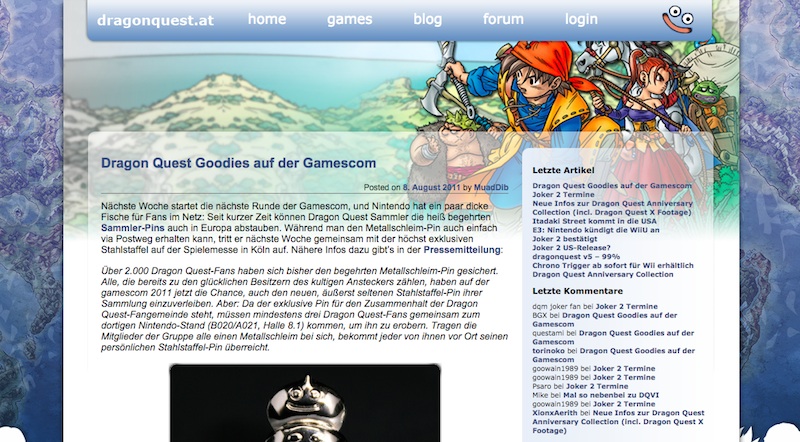 dragonquest.at home games blog forum login
Dragon Quest Goodies auf der Gamescom
Posted on 8. August 2011 by MuadDib
Nächste Woche startet die nächste Runde der Gamescom, und Nintendo hat ein paar dicke
Fische für Fans im Netz: Seit kurzer Zeit können Dragon Quest Sammler die heiß begehrten
Sammler-Pins auch in Europa abstauben. Während man den Metallschleim-Pin auch einfach
via Postweg erhalten kann, tritt er nächste Woche gemeinsam mit der höchst exklusiven
Stahlstaffel auf der Spielemesse in Köln auf. Nähere Infos dazu gibt's in der Pressemitteilung:
Über 2.000 Dragon Quest-Fans haben sich bisher den begehrten Metallschleim-Pin gesichert.
Alle, die bereits zu den glücklichen Besitzern des kultigen Ansteckers zählen, haben auf der
gamescom 2011 jetzt die Chance, auch den neuen, äußerst seltenen Stahlstaffel-Pin ihrer
Sammlung einzuverleiben. Aber: Da der exklusive Pin für den Zusammenhalt der Dragon
Quest-Fangemeinde steht, müssen mindestens drei Dragon Quest-Fans gemeinsam zum
dortigen Nintendo-Stand (B020/A021, Halle 8.1) kommen, um ihn zu erobern. Tragen die
Mitglieder der Gruppe alle einen Metallschleim bei sich, bekommt jeder von ihnen vor Ort seinen
persönlichen Stahlstaffel-Pin überreicht.
Letzte Artikel
Dragon Quest Goodies auf der Gamescom
Joker 2 Termine
Neue Infos zur Dragon Quest Anniversary
Collection (incl. Dragon Quest X Footage)
Itadaki Street kommt in die USA
E3: Nintendo kündigt die WiiU an
Joker 2 bestätigt
Joker 2 US-Release?
dragonquest v5 – 99%
Chrono Trigger ab sofort für Wii erhältlich
Dragon Quest Anniversary Collection
Letzte Kommentare
dqm joker fan bei Joker 2 Termine
BGX bei Dragon Quest Goodies auf der
Gamescom
questami bei Dragon Quest Goodies auf der
Gamescom
torinoko bei Dragon Quest Goodies auf der
Gamescom
goowain1989 bei Joker 2 Termine
goowain1989 bei Joker 2 Termine
Psaro bei Joker 2 Termine
Mike bei Mal so nebenbei zu DQVI
goowain1989 bei Joker 2 Termine
XionxAerith bei Neue Infos zur Dragon Quest
Anniversary Collection (incl. Dragon Quest X
Footage)